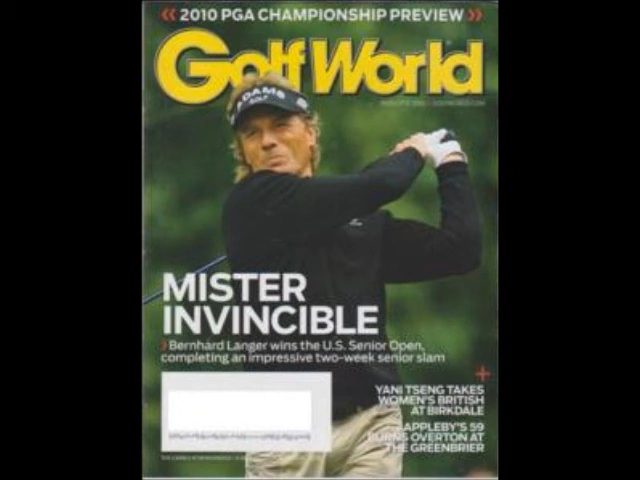 ‹‹ 2010 PGA CHAMPIONSHIP PREVIEW ››
Golf World
ADAMS
GOLF
MISTER
INVINCIBLE
› Bernhard Langer wins the U.S. Senior Open,
completing an impressive two-week senior slam
+
YANI TSENG TAKES
WOMEN'S BRITISH
AT BIRKDALE
APPLEBY'S 59
BURNS OVERTON AT
THE GREENBRIER